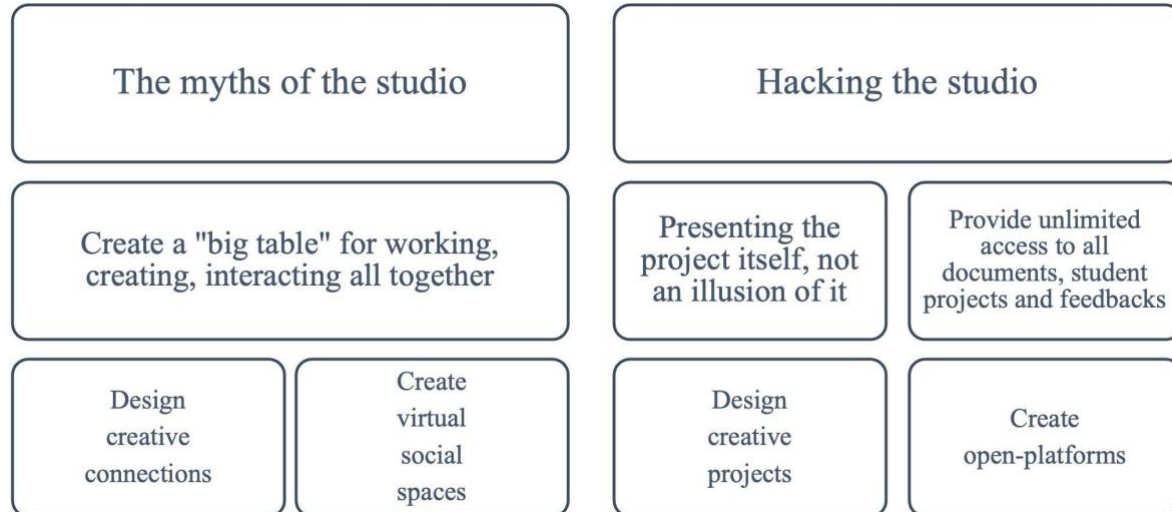 The myths of the studio
Hacking the studio
Create a "big table" for working,
creating, interacting all together
Presenting the
project itself, not
an illusion of it
Provide unlimited
access to all
documents, student
projects and feedbacks
Design
creative
connections
Create
virtual
social
spaces
Design
creative
projects
Create
open-platforms